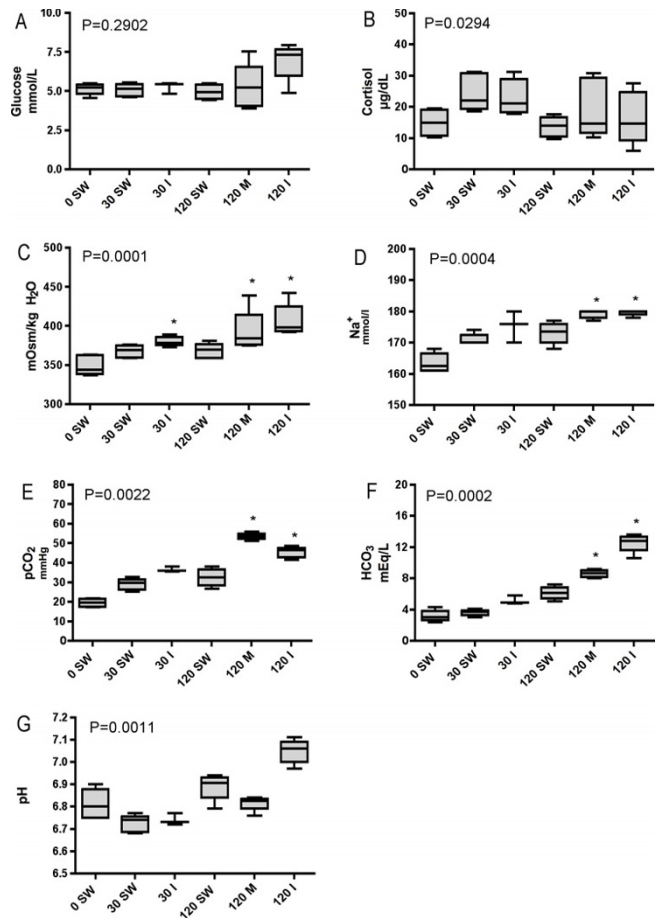 A
P=0.2902
Glucose
mmol/L
10.0
7.5
5.0
2.5
0.0
0 SW
30 SW
30 I
120 SW
120 M
120 I
B
P=0.0294
Cortisol
µg/dL
50
40
30
20
10
0
0 SW
30 SW
30 I
120 SW
120 M
120 I
C
P=0.0001
mOsm/kg H₂O
450
400
350
300
*
*
*
0 SW
30 SW
30 I
120 SW
120 M
120 I
D
P=0.0004
Na⁺
mmol/l
200
190
180
170
160
150
*
*
0 SW
30 SW
30 I
120 SW
120 M
120 I
E
P=0.0022
pCO₂
mmHg
80
70
60
50
40
30
20
10
0
*
*
0 SW
30 SW
30 I
120 SW
120 M
120 I
F
P=0.0002
HCO₃
mEq/L
20
16
12
8
4
0
*
*
0 SW
30 SW
30 I
120 SW
120 M
120 I
G
P=0.0011
pH
7.2
7.1
7.0
6.9
6.8
6.7
6.6
6.5
0 SW
30 SW
30 I
120 SW
120 M
120 I